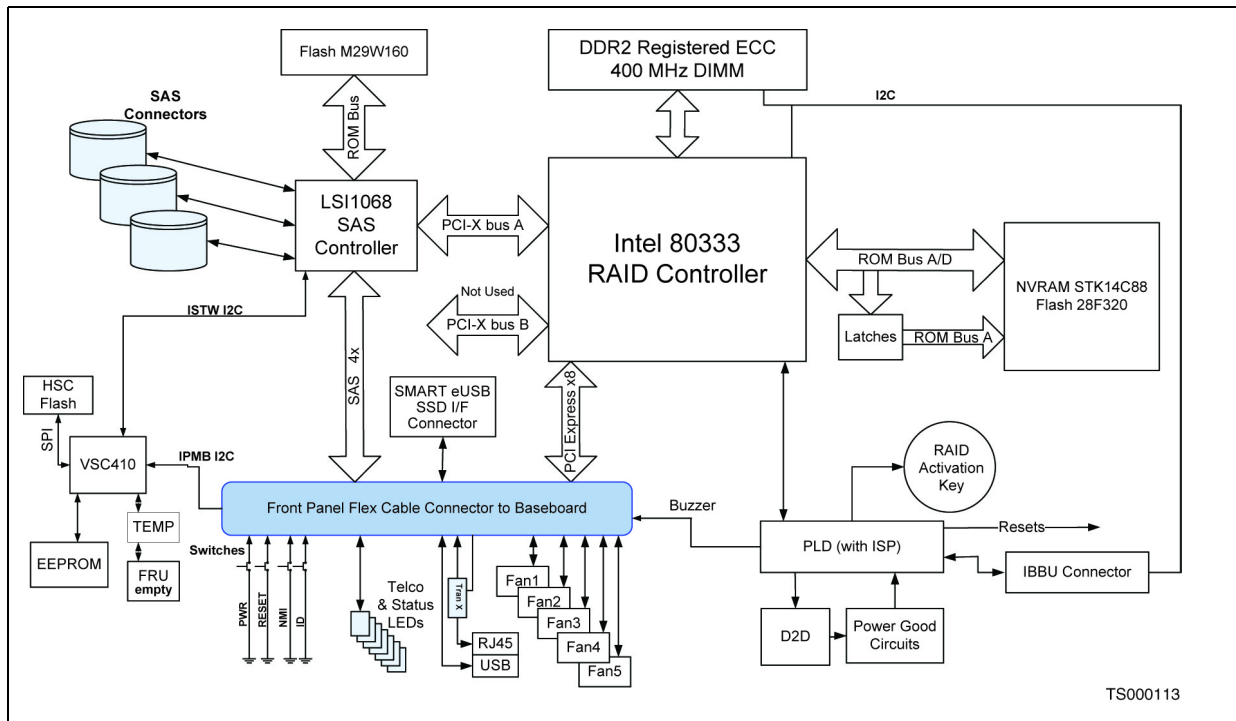 Flash M29W160
DDR2 Registered ECC
400 MHz DIMM
I2C
SAS
Connectors
ROM Bus
LSI1068
SAS
Controller
PCI-X bus A
Intel 80333
RAID Controller
ROM Bus A/D
NVRAM STK14C88
Flash 28F320
Not Used
PCI-X bus B
Latches
ROM Bus A
ISTW I2C
SAS 4x
HSC
Flash
SMART eUSB
SSD I/F
Connector
PCI Express x8
SPI
VSC410
IPMB I2C
RAID
Activation
Key
Front Panel Flex Cable Connector to Baseboard
Buzzer
TEMP
Switches
PLD (with ISP)
Resets
EEPROM
FRU
empty
IBBU Connector
PWR
RESET
NMI
ID
Telco
& Status
LEDs
Tran X
Fan1
Fan2
Fan3
Fan4
Fan5
RJ45
USB
D2D
Power Good
Circuits
TS000113